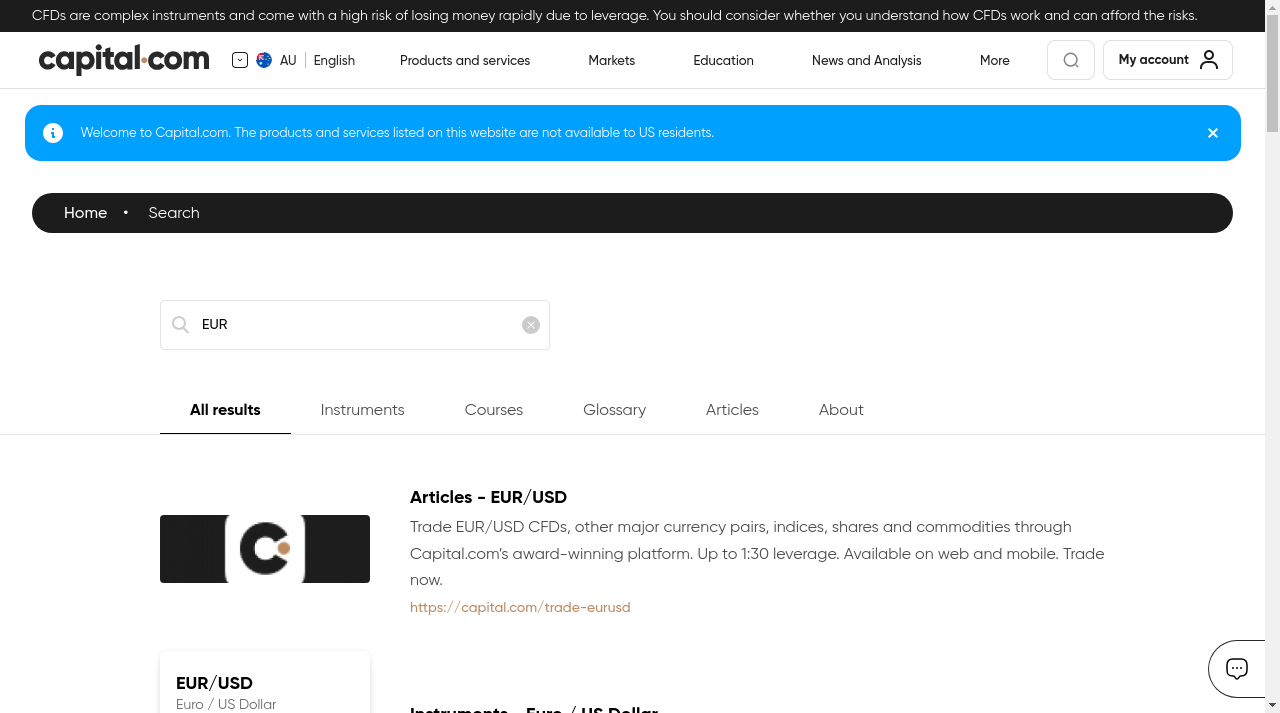 CFDs are complex instruments and come with a high risk of losing money rapidly due to leverage. You should consider whether you understand how CFDs work and can afford the risks.
capital.com
AU English Products and services Markets Education News and Analysis More My account
Welcome to Capital.com. The products and services listed on this website are not available to US residents.
Home • Search
EUR
All results Instruments Courses Glossary Articles About
Articles - EUR/USD
Trade EUR/USD CFDs, other major currency pairs, indices, shares and commodities through
Capital.com’s award-winning platform. Up to 1:30 leverage. Available on web and mobile. Trade
now.
https://capital.com/trade-eurusd
EUR/USD
Euro / US Dollar
Instruments - Euro / US Dollar